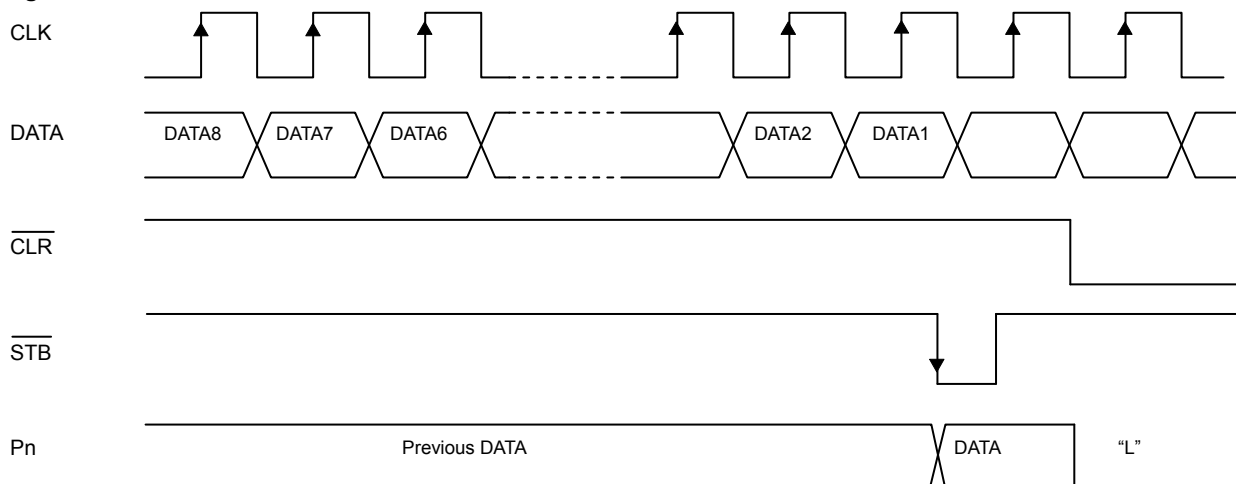 CLK
DATA
DATA8 DATA7 DATA6 DATA2 DATA1
CLR
STB
Pn
Previous DATA DATA “L”